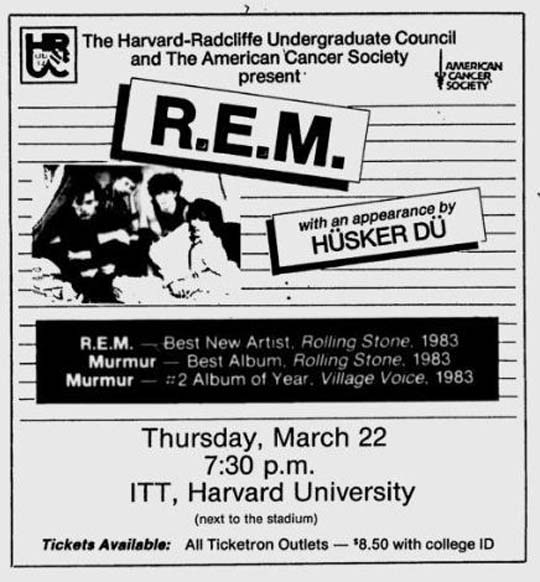 The Harvard-Radcliffe Undergraduate Council
and The American Cancer Society
present
AMERICAN
CANCER
SOCIETY
R.E.M.
with an appearance by
HÜSKER DÜ
R.E.M. — Best New Artist, Rolling Stone, 1983
Murmur — Best Album, Rolling Stone, 1983
Murmur — #2 Album of Year, Village Voice, 1983
Thursday, March 22
7:30 p.m.
ITT, Harvard University
(next to the stadium)
Tickets Available: All Ticketron Outlets — $8.50 with college ID